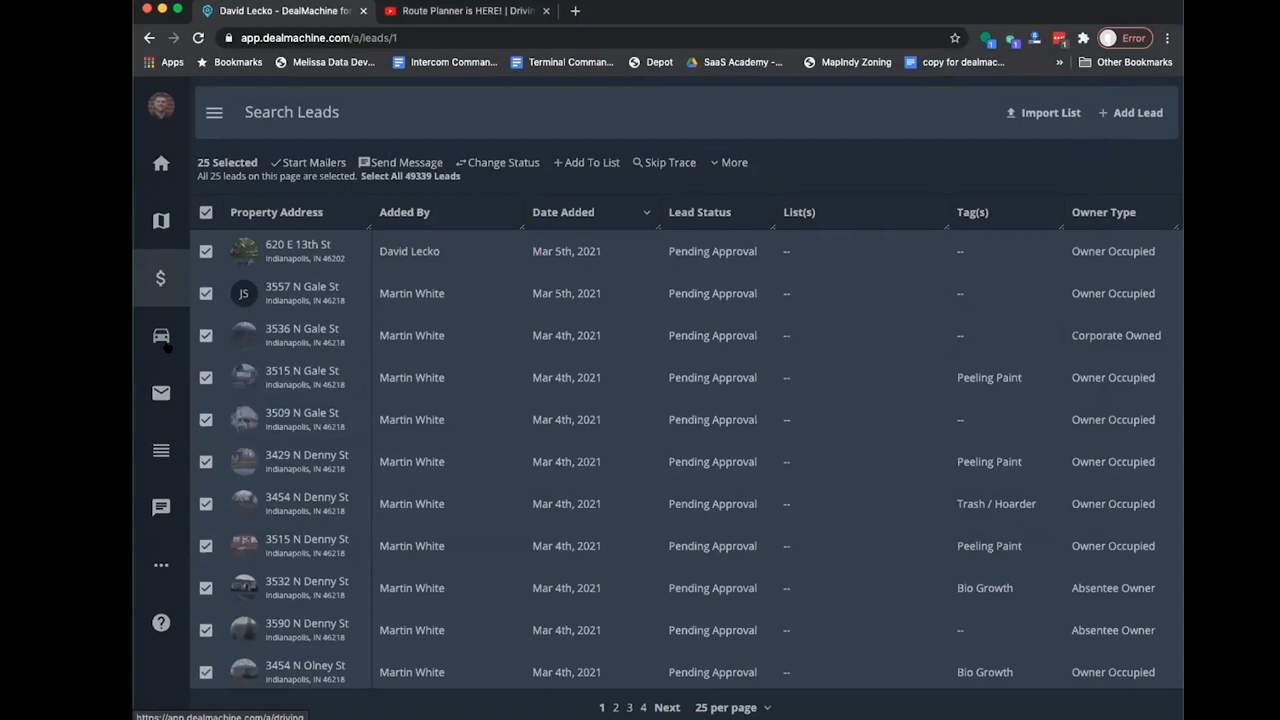 David Lecko - DealMachine for
Route Planner is HERE! | Drivin
app.dealmachine.com/a/leads/1
Error
Apps
Bookmarks
Melissa Data Dev...
Intercom Comman...
Terminal Comman...
Depot
SaaS Academy -...
MapIndy Zoning
copy for dealmac...
»
Other Bookmarks
Search Leads
Import List
+ Add Lead
25 Selected
Start Mailers
Send Message
Change Status
+ Add To List
Skip Trace
More
All 25 leads on this page are selected. Select All 49339 Leads
Property Address Added By Date Added Lead Status List(s) Tag(s) Owner Type
620 E 13th St
Indianapolis, IN 46202
David Lecko Mar 5th, 2021 Pending Approval -- -- Owner Occupied
JS
3557 N Gale St
Indianapolis, IN 46218
Martin White Mar 5th, 2021 Pending Approval -- -- Owner Occupied
3536 N Gale St
Indianapolis, IN 46218
Martin White Mar 4th, 2021 Pending Approval -- -- Corporate Owned
3515 N Gale St
Indianapolis, IN 46218
Martin White Mar 4th, 2021 Pending Approval -- Peeling Paint Owner Occupied
3509 N Gale St
Indianapolis, IN 46218
Martin White Mar 4th, 2021 Pending Approval -- -- Owner Occupied
3429 N Denny St
Indianapolis, IN 46218
Martin White Mar 4th, 2021 Pending Approval -- Peeling Paint Owner Occupied
3454 N Denny St
Indianapolis, IN 46218
Martin White Mar 4th, 2021 Pending Approval -- Trash / Hoarder Owner Occupied
3515 N Denny St
Indianapolis, IN 46218
Martin White Mar 4th, 2021 Pending Approval -- Peeling Paint Owner Occupied
3532 N Denny St
Indianapolis, IN 46218
Martin White Mar 4th, 2021 Pending Approval -- Bio Growth Absentee Owner
3590 N Denny St
Indianapolis, IN 46218
Martin White Mar 4th, 2021 Pending Approval -- -- Absentee Owner
3454 N Olney St
Indianapolis, IN 46218
Martin White Mar 4th, 2021 Pending Approval -- Bio Growth Owner Occupied
1 2 3 4 Next 25 per page
https://app.dealmachine.com/a/driving